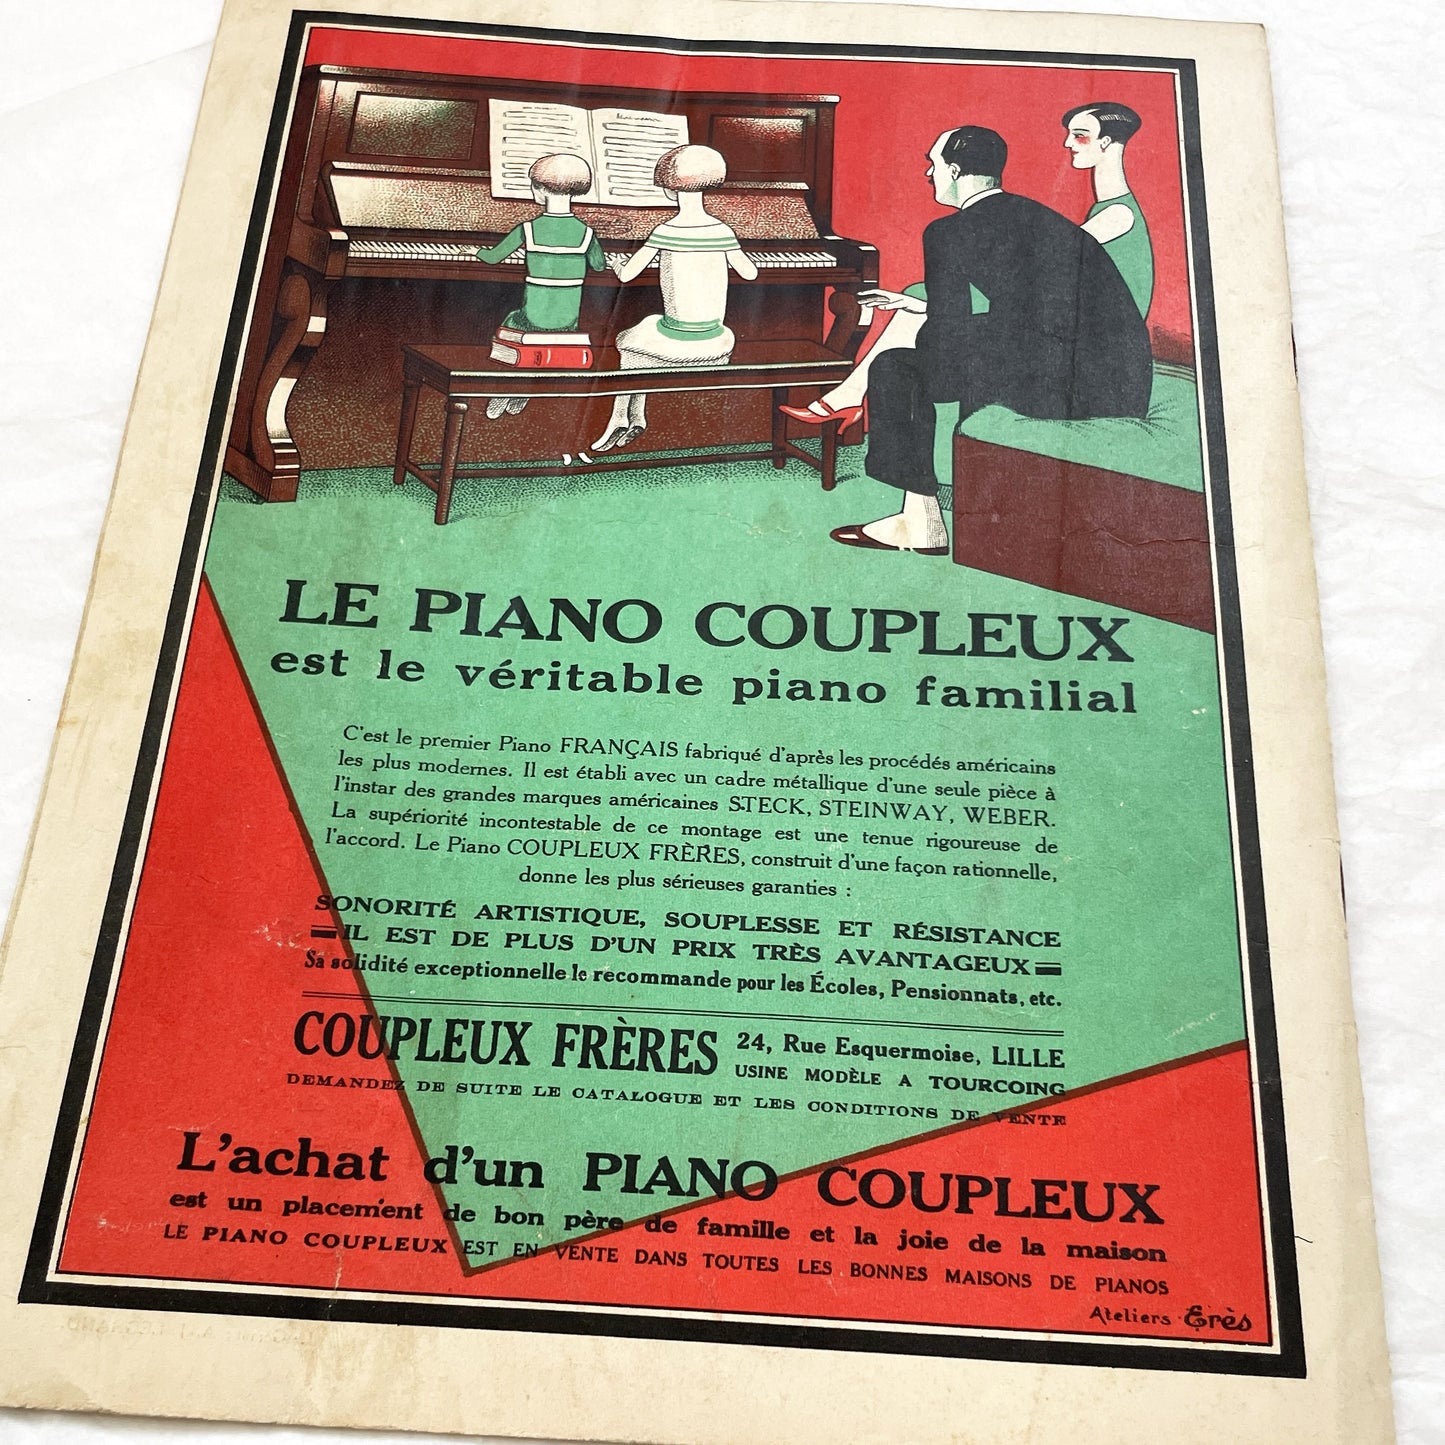 LE PIANO COUPLEUX
est le véritable piano familial
C'est le premier Piano FRANÇAIS fabriqué d'après les procédés américains
les plus modernes. Il est établi avec un cadre métallique d'une seule pièce à
l'instar des grandes marques américaines STECK, STEINWAY, WEBER.
La supériorité incontestable de ce montage est une tenue rigoureuse de
l'accord. Le Piano COUPLEUX FRÈRES, construit d'une façon rationnelle,
donne les plus sérieuses garanties :
SONORITÉ ARTISTIQUE, SOUPLESSE ET RÉSISTANCE
IL EST DE PLUS D'UN PRIX TRÈS AVANTAGEUX
Sa solidité exceptionnelle le recommande pour les Écoles, Pensionnats, etc.
COUPLEUX FRÈRES 24, Rue Esquermoise, LILLE
USINE MODÈLE A TOURCOING
DEMANDEZ DE SUITE LE CATALOGUE ET LES CONDITIONS DE VENTE
L'achat d'un PIANO COUPLEUX
est un placement de bon père de famille et la joie de la maison
LE PIANO COUPLEUX EST EN VENTE DANS TOUTES LES BONNES MAISONS DE PIANOS
Ateliers Erès